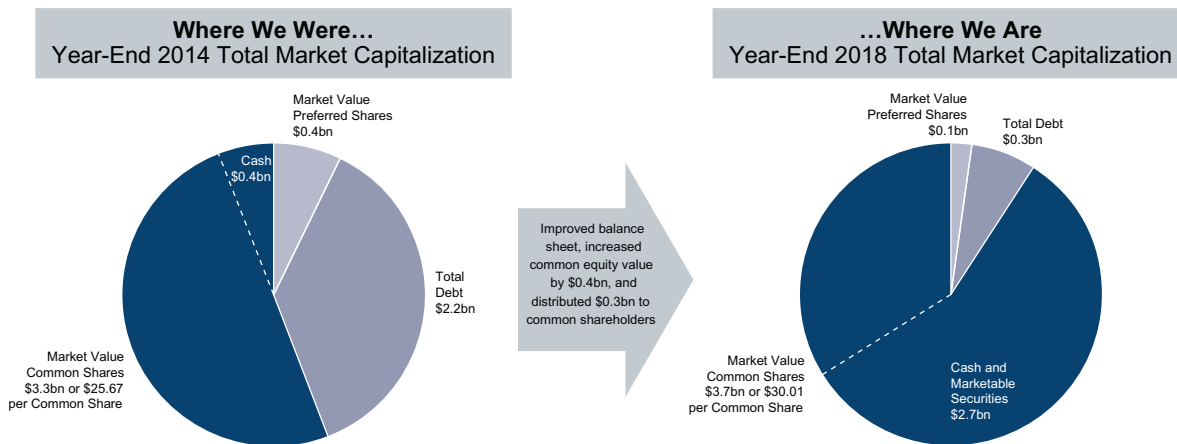 Where We Were…
Year-End 2014 Total Market Capitalization
Market Value
Preferred Shares
$0.4bn
Cash
$0.4bn
Total
Debt
$2.2bn
Market Value
Common Shares
$3.3bn or $25.67
per Common Share
Improved balance
sheet, increased
common equity value
by $0.4bn, and
distributed $0.3bn to
common shareholders
…Where We Are
Year-End 2018 Total Market Capitalization
Market Value
Preferred Shares
$0.1bn
Total Debt
$0.3bn
Market Value
Common Shares
$3.7bn or $30.01
per Common Share
Cash and
Marketable
Securities
$2.7bn